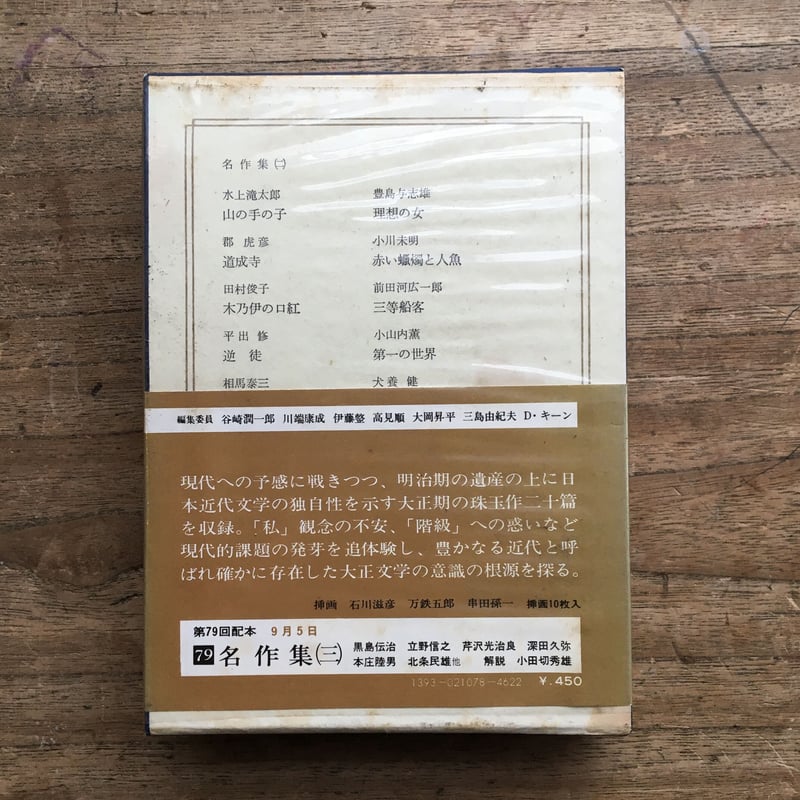 名作集㈡
水上滝太郎
山の手の子
郡 虎彦
道成寺
田村俊子
木乃伊の口紅
平出 修
逆 徒
相馬泰三
豊島与志雄
理想の女
小川未明
赤い蠟燭と人魚
前田河広一郎
三等船客
小山内薫
第一の世界
犬養 健
編集委員 谷崎潤一郎 川端康成 伊藤整 高見順 大岡昇平 三島由紀夫 D・キーン
現代への予感に戦きつつ、明治期の遺産の上に日
本近代文学の独自性を示す大正期の珠玉作二十篇
を収録。「私」観念の不安、「階級」への惑いなど
現代的課題の発芽を追体験し、豊かなる近代と呼
ばれ確かに存在した大正文学の意識の根源を探る。
挿画 石川滋彦 万鉄五郎 串田孫一 挿画10枚入
第79回配本 9月5日
79 名作集㈢
黒島伝治 立野信之 芹沢光治良 深田久弥
本庄陸男 北条民雄他 解説 小田切秀雄
1393-021078-4622 ￥.450